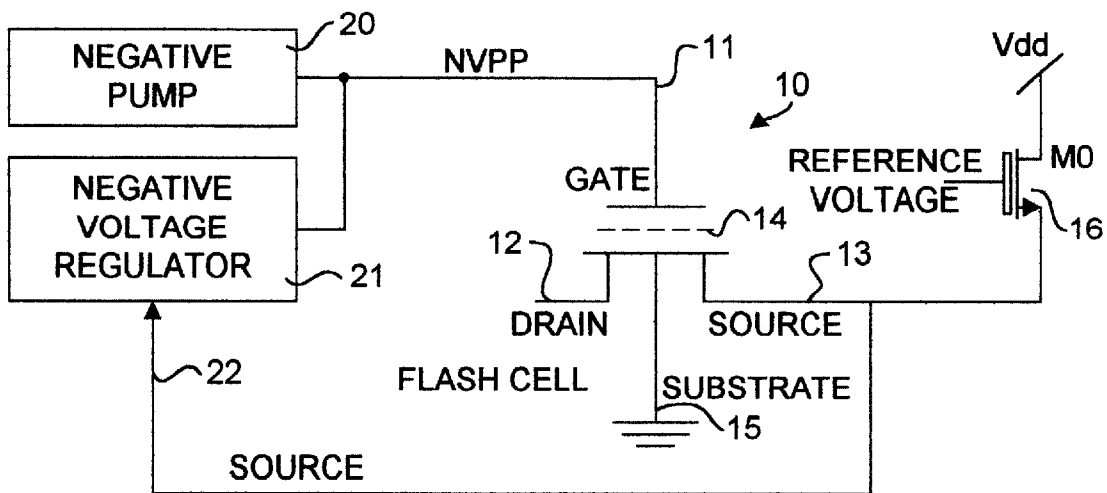 20
NEGATIVE
PUMP
NVPP
11
Vdd
10
NEGATIVE
VOLTAGE
REGULATOR
21
GATE
REFERENCE
VOLTAGE
M0
16
14
12
13
DRAIN
SOURCE
22
FLASH CELL
SUBSTRATE
15
SOURCE